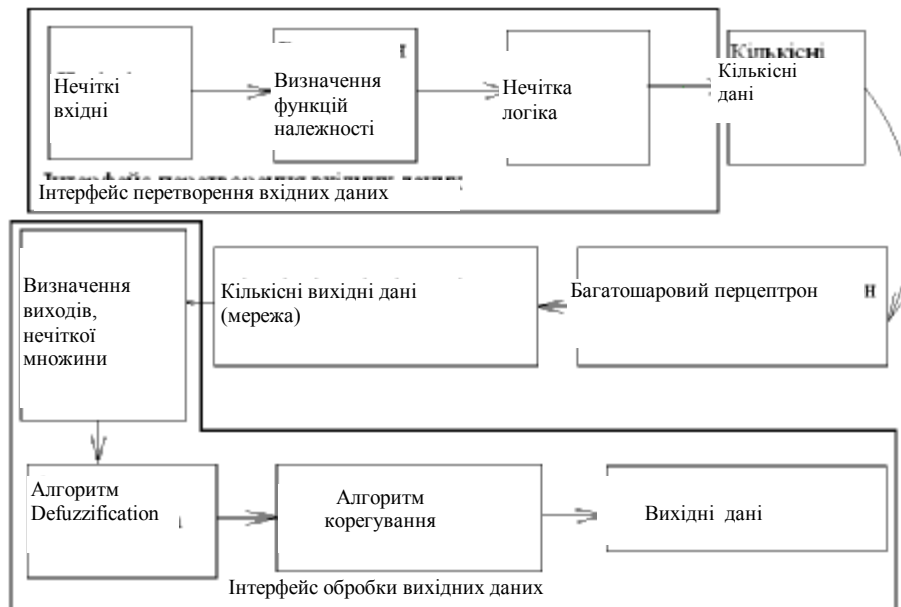 Нечіткі
вхідні
Визначення
функцій
належності
Нечітка
логіка
Кількісні
Кількісні
дані
Інтерфейс перетворення вхідних даних
Багатошаровий перцептрон
н
Кількісні вихідні дані
(мережа)
Визначення
виходів,
нечіткої
множини
Алгоритм
Defuzzification
Алгоритм
корегування
Вихідні дані
Інтерфейс обробки вихідних даних